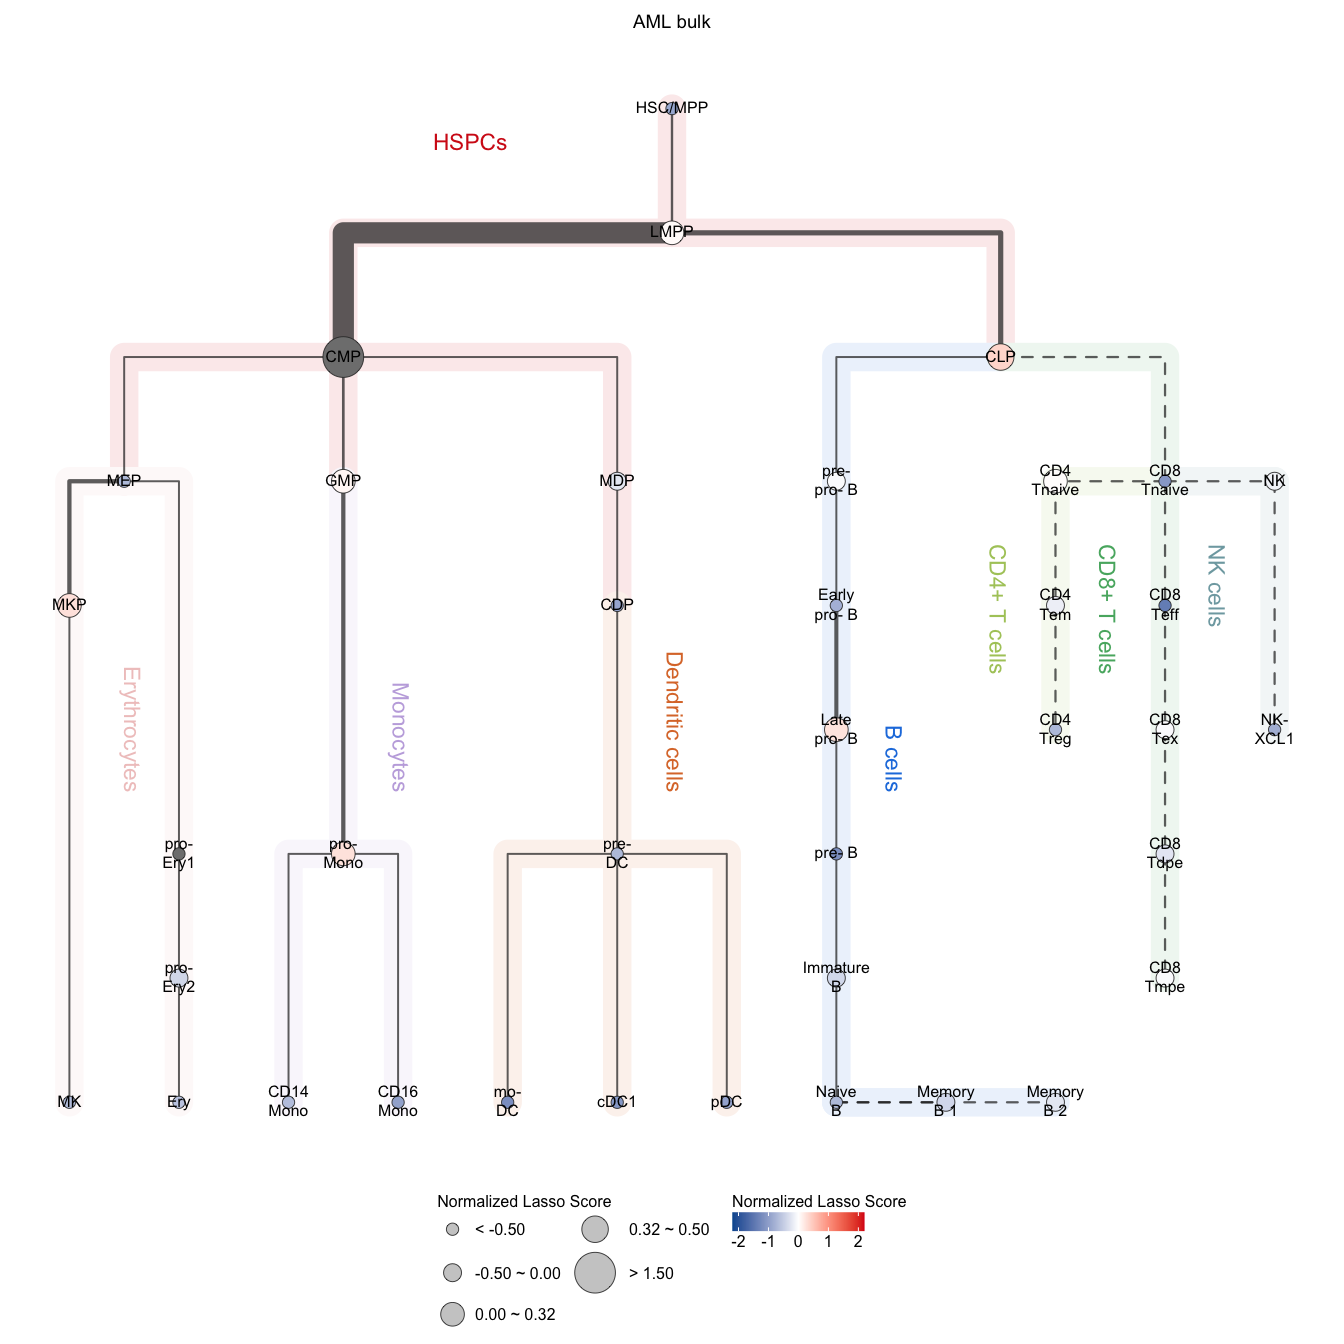 AML bulk
HSC/MPP
HSPCs
LMPP
CMP
CLP
MEP
GMP
MDP
pre-
pro- B
CD4
Tnaive
CD8
Tnaive
NK
MKP
CDP
Early
pro- B
CD4
Tem
CD8
Teff
CD4+ T cells
CD8+ T cells
NK cells
Erythrocytes
Monocytes
Dendritic cells
B cells
Late
pro- B
CD4
Treg
CD8
Tex
NK-
XCL1
pro-
Ery1
pro-
Mono
pre-
DC
pre- B
CD8
Tdpe
pro-
Ery2
Immature
B
CD8
Tmpe
MK
Ery
CD14
Mono
CD16
Mono
mo-
DC
cDC1
pDC
Naive
B
Memory
B 1
Memory
B 2
Normalized Lasso Score
< -0.50
-0.50 ~ 0.00
0.00 ~ 0.32
0.32 ~ 0.50
> 1.50
Normalized Lasso Score
-2 -1 0 1 2